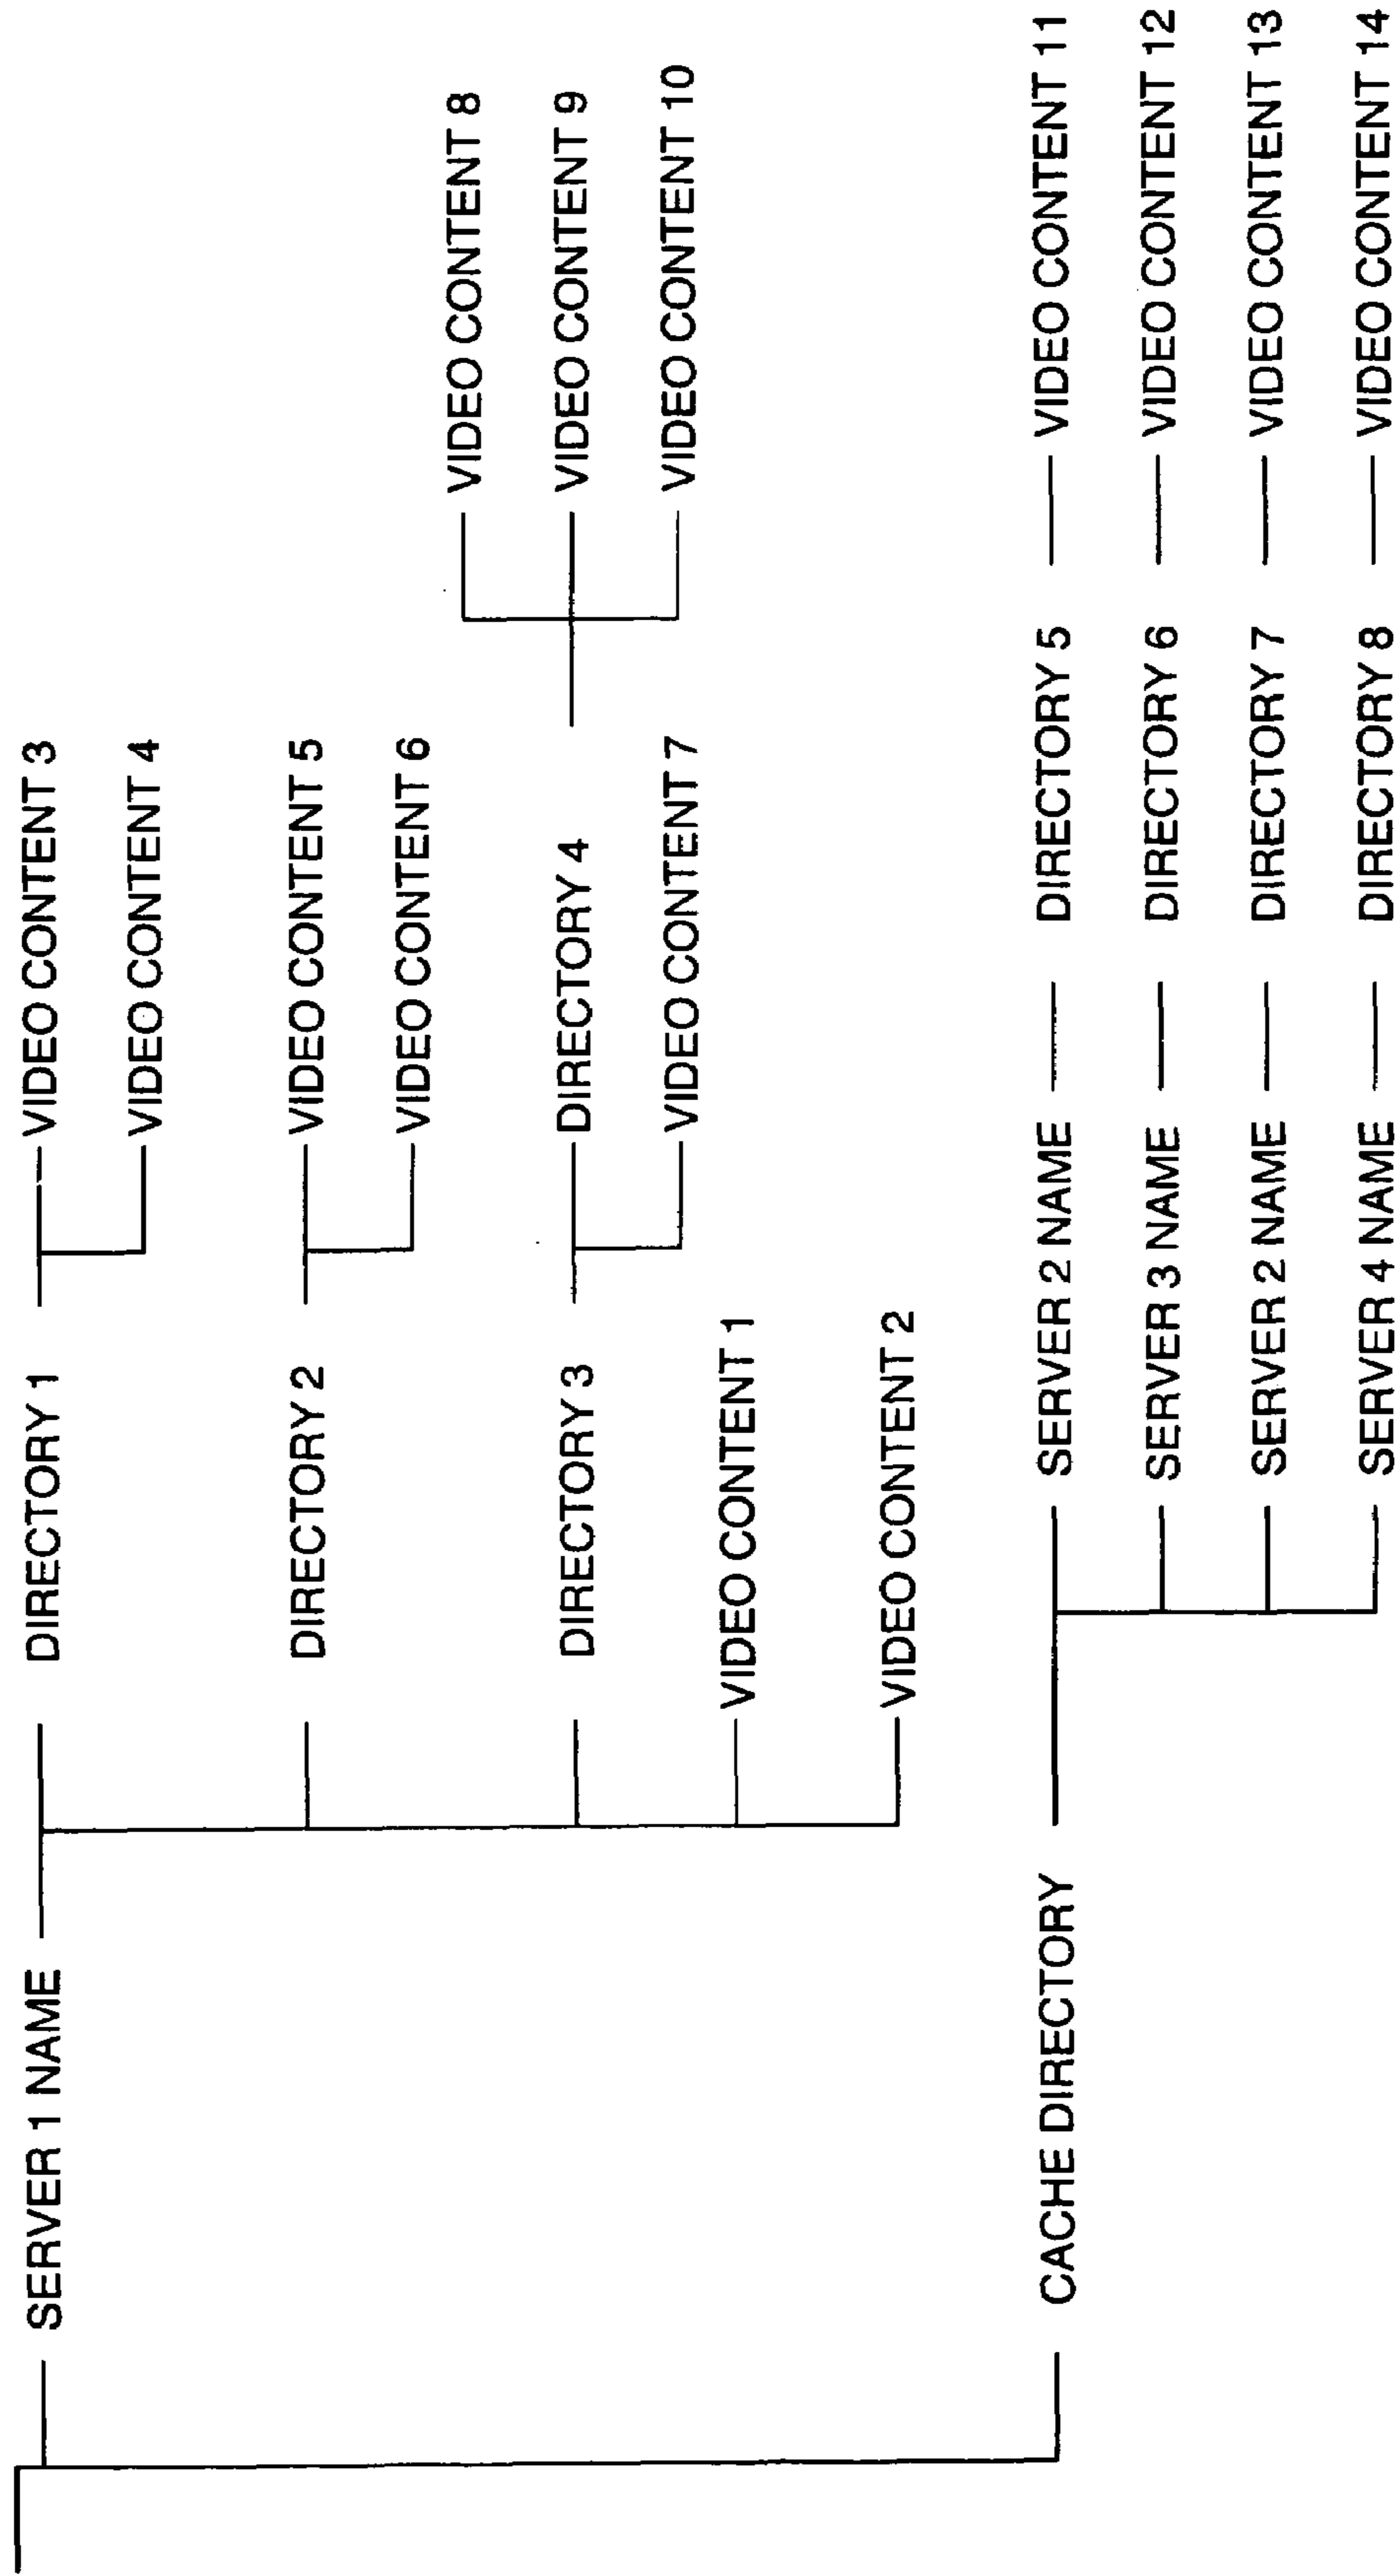 SERVER 1 NAME
DIRECTORY 1
VIDEO CONTENT 3
VIDEO CONTENT 4
DIRECTORY 2
VIDEO CONTENT 5
VIDEO CONTENT 6
DIRECTORY 3
DIRECTORY 4
VIDEO CONTENT 8
VIDEO CONTENT 9
VIDEO CONTENT 10
VIDEO CONTENT 7
VIDEO CONTENT 1
VIDEO CONTENT 2
CACHE DIRECTORY
SERVER 2 NAME
DIRECTORY 5
VIDEO CONTENT 11
SERVER 3 NAME
DIRECTORY 6
VIDEO CONTENT 12
SERVER 2 NAME
DIRECTORY 7
VIDEO CONTENT 13
SERVER 4 NAME
DIRECTORY 8
VIDEO CONTENT 14